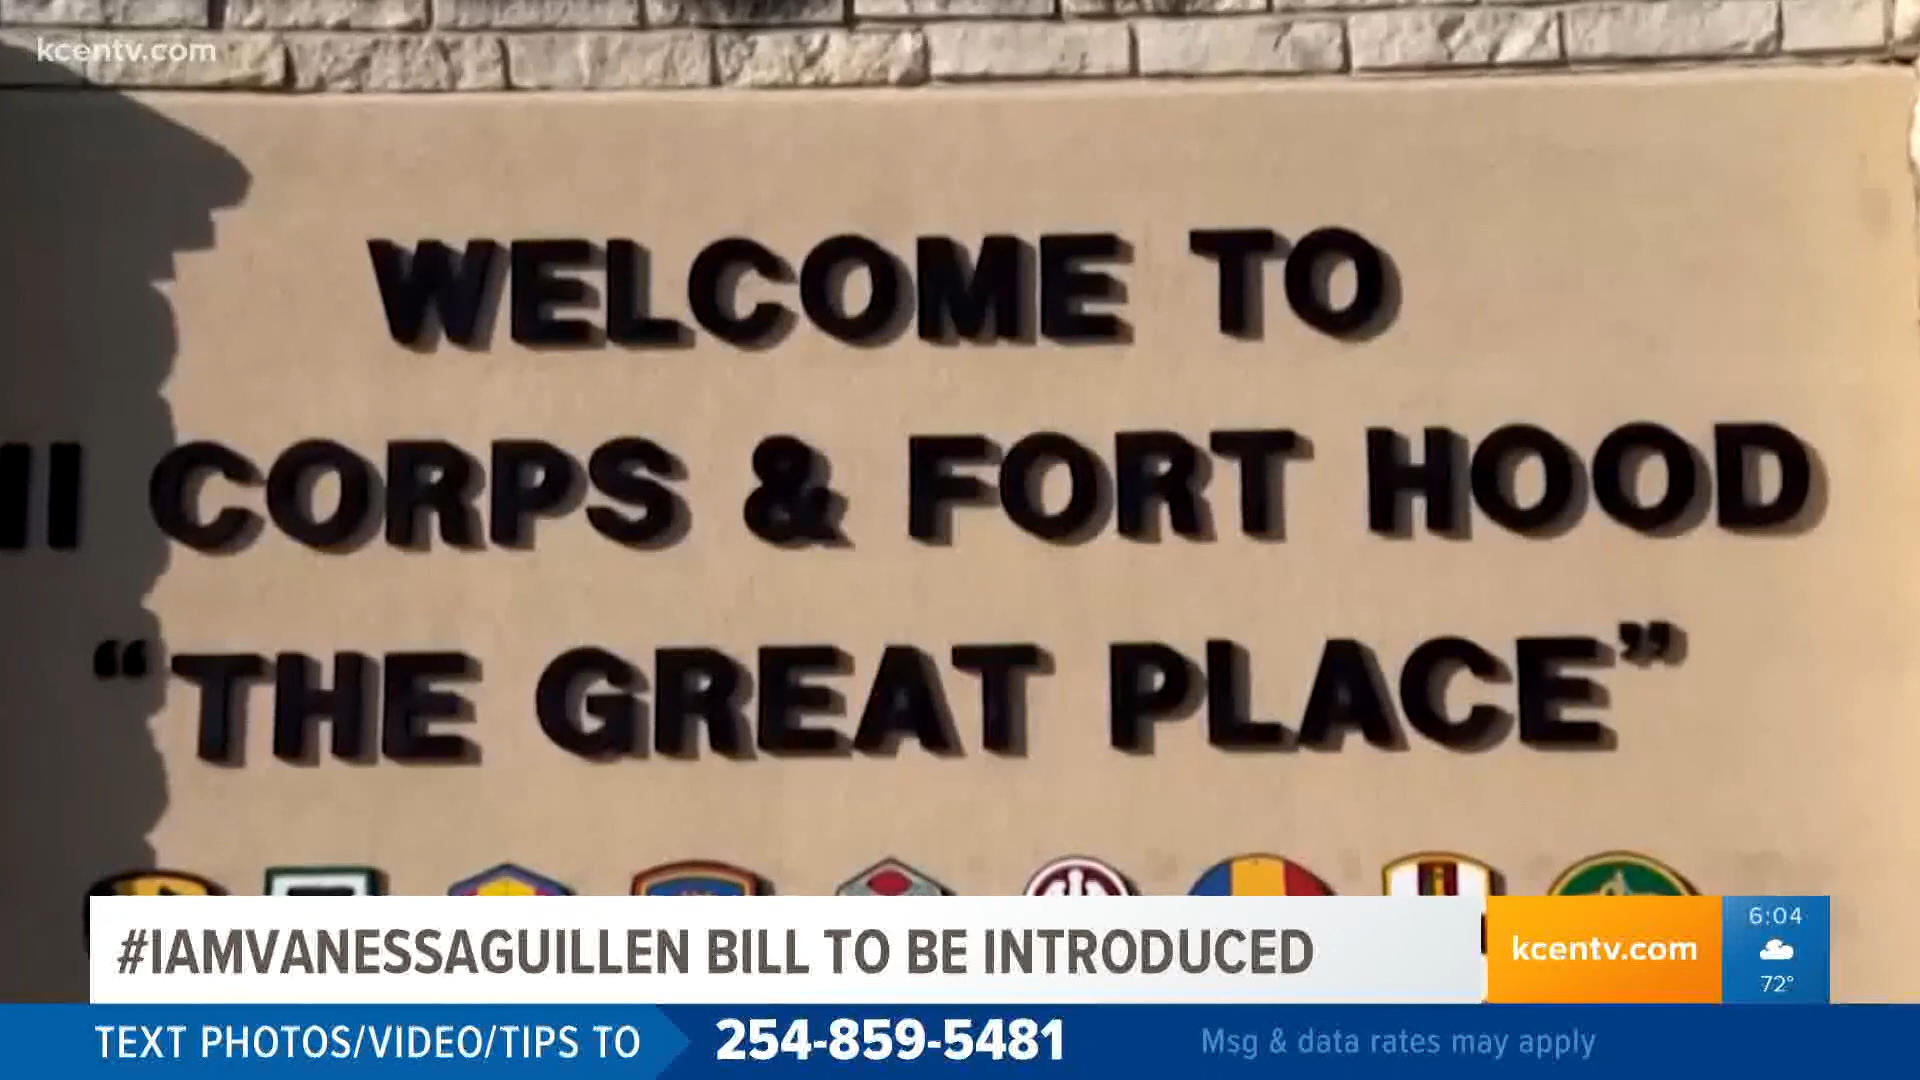 kcentv.com
WELCOME TO
II CORPS & FORT HOOD
“THE GREAT PLACE”
#IAMVANESSAGUILLEN BILL TO BE INTRODUCED
kcentv.com
6:04
72°
TEXT PHOTOS/VIDEO/TIPS TO 254-859-5481 Msg & data rates may apply